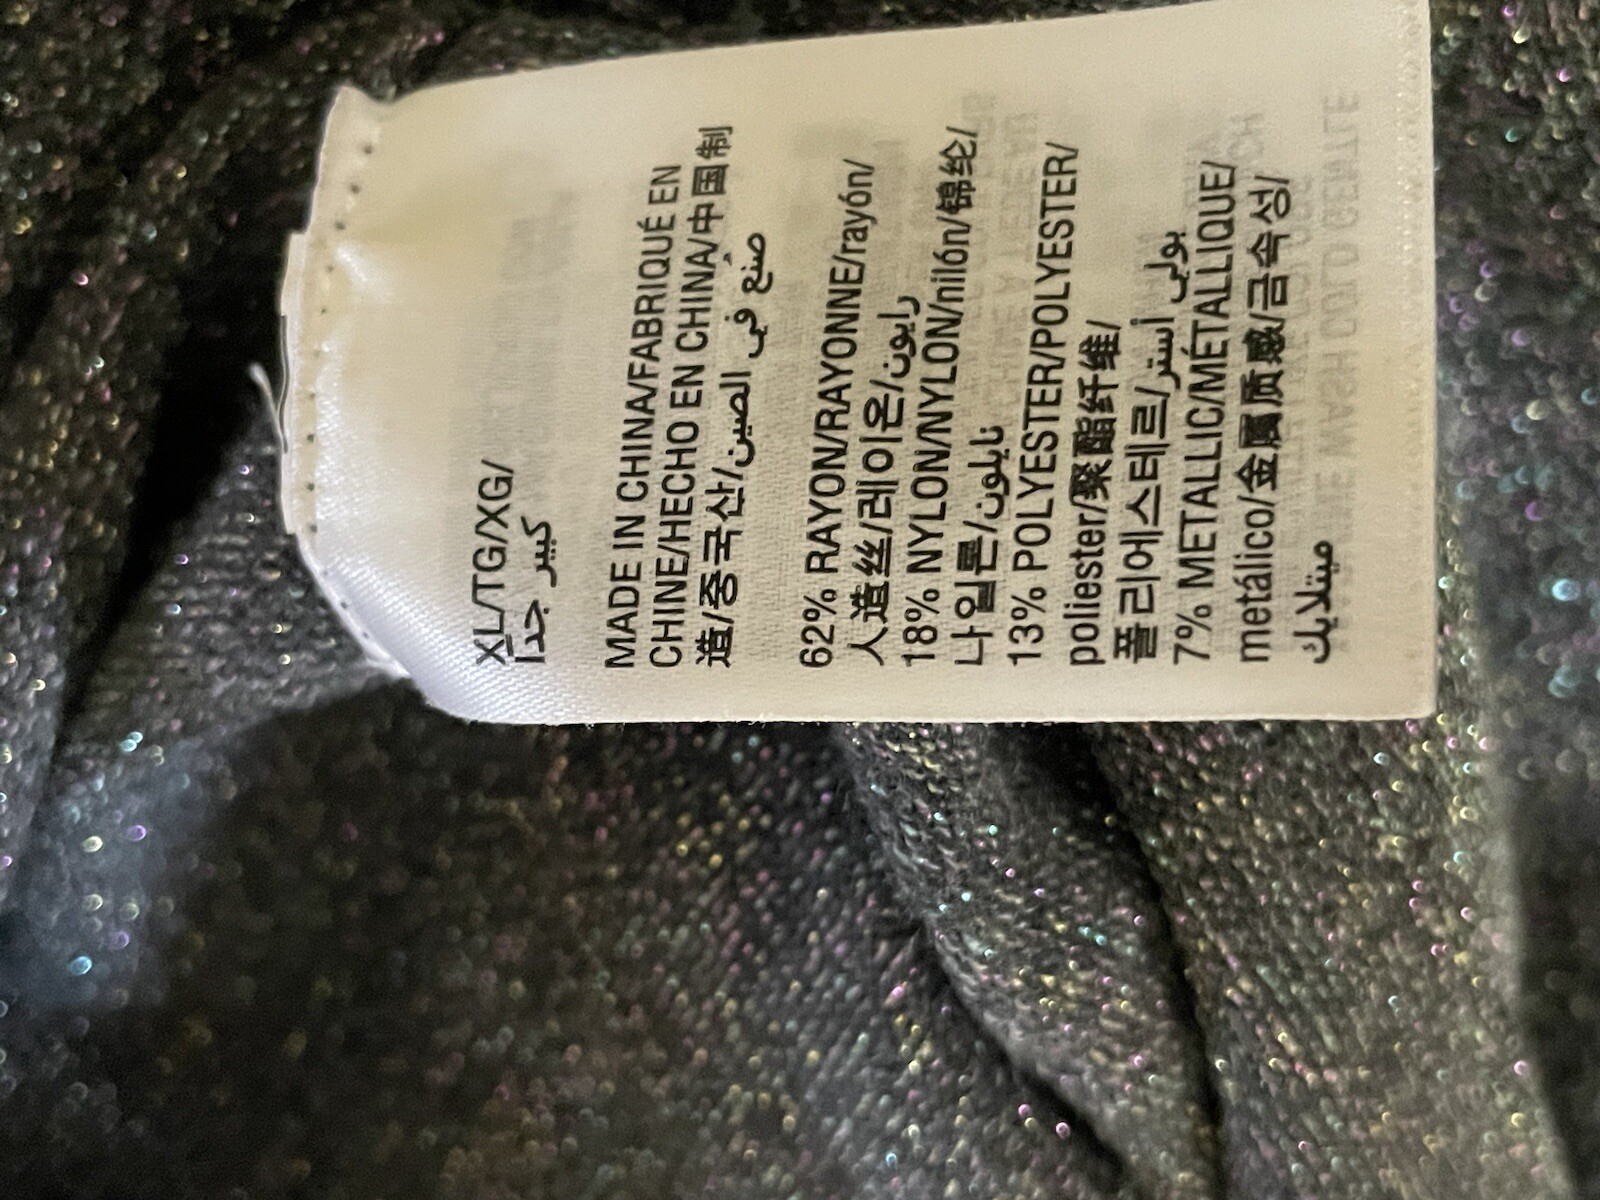 XL/TG/XG/
كبير جدا
MADE IN CHINA/FABRIQUÉ EN
CHINE/HECHO EN CHINA/中国制
造/중국산/صنع في الصين
62% RAYON/RAYONNE/rayón/
人造丝/레이온/رايون
18% NYLON/NYLON/nilón/锦纶/
나일론/نايلون
13% POLYESTER/POLYESTER/
poliester/聚酯纤维/
폴리에스테르/بولي أستر
7% METALLIC/MÉTALLIQUE/
metálico/金屬质感/금속성/
ميتلايك